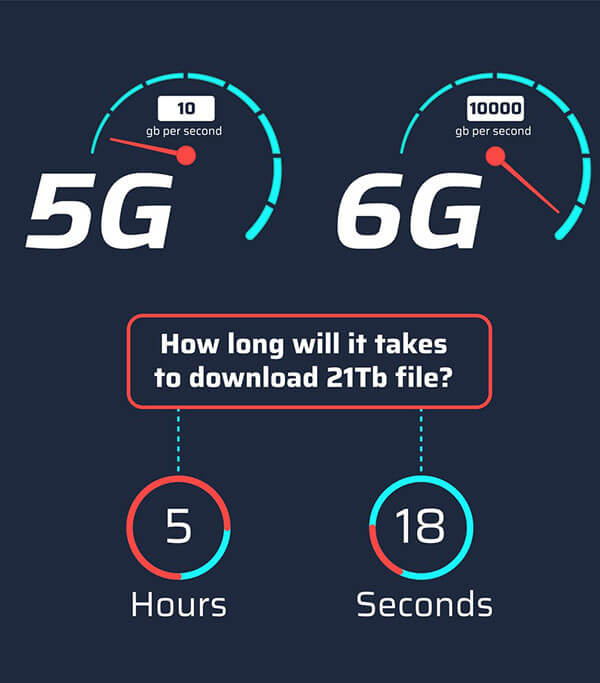 10
gb per second
5G
10000
gb per second
6G
How long will it takes
to download 21Tb file?
5
Hours
18
Seconds